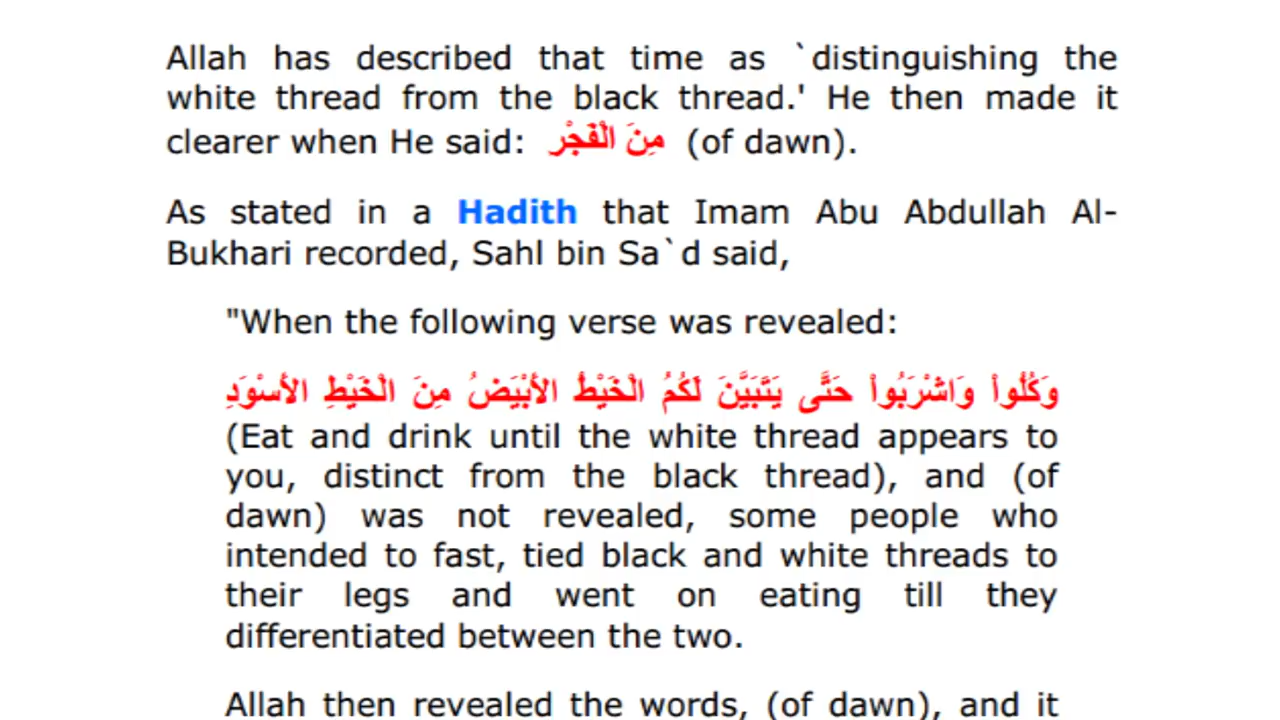 Allah has described that time as `distinguishing the
white thread from the black thread.' He then made it
clearer when He said: مِنَ الْفَجْرِ (of dawn).
As stated in a Hadith that Imam Abu Abdullah Al-
Bukhari recorded, Sahl bin Sa`d said,
"When the following verse was revealed:
وَكُلُواْ وَاشْرَبُواْ حَتَّى يَتَبَيَّنَ لَكُمُ الْخَيْطُ الأَبْيَضُ مِنَ الْخَيْطِ الأَسْوَدِ
(Eat and drink until the white thread appears to
you, distinct from the black thread), and (of
dawn) was not revealed, some people who
intended to fast, tied black and white threads to
their legs and went on eating till they
differentiated between the two.
Allah then revealed the words, (of dawn), and it